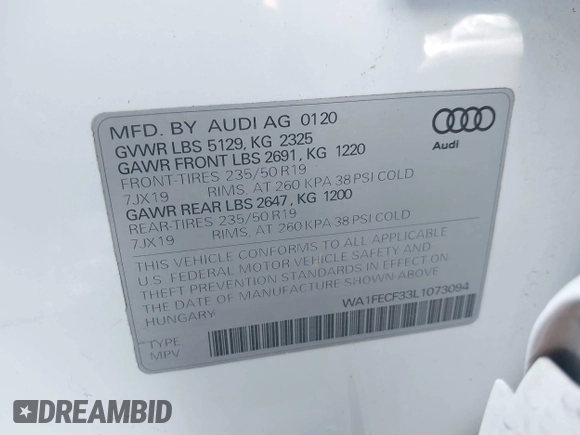 MFD. BY AUDI AG 0120
GVWR LBS 5129, KG 2325
GAWR FRONT LBS 2691, KG 1220
FRONT-TIRES 235/50 R19
7JX19 RIMS, AT 260 KPA 38 PSI COLD
GAWR REAR LBS 2647, KG 1200
REAR-TIRES 235/50 R19
7JX19 RIMS, AT 260 KPA 38 PSI COLD
THIS VEHICLE CONFORMS TO ALL APPLICABLE
U.S. FEDERAL MOTOR VEHICLE SAFETY AND
THEFT PREVENTION STANDARDS IN EFFECT ON
THE DATE OF MANUFACTURE SHOWN ABOVE
HUNGARY
WA1FECF33L1073094
TYPE
MPV
Audi
DREAMBID